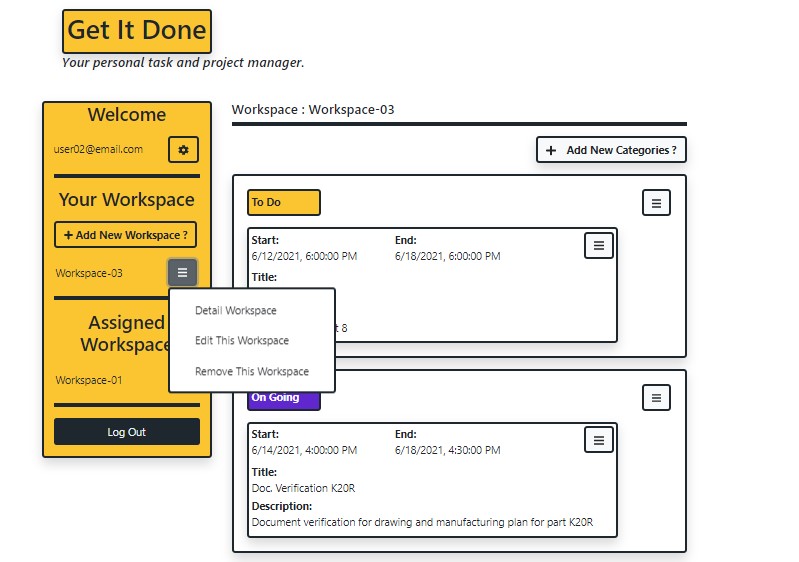 Get It Done
Your personal task and project manager.
Welcome
user02@email.com
Your Workspace
+ Add New Workspace ?
Workspace-03
Detail Workspace
Edit This Workspace
Remove This Workspace
Assigned
Workspace
Workspace-01
Log Out
Workspace : Workspace-03
+ Add New Categories ?
To Do
Start:
End:
6/12/2021, 6:00:00 PM
6/18/2021, 6:00:00 PM
Title:
8
On Going
Start:
End:
6/14/2021, 4:00:00 PM
6/18/2021, 4:30:00 PM
Title:
Doc. Verification K20R
Description:
Document verification for drawing and manufacturing plan for part K20R